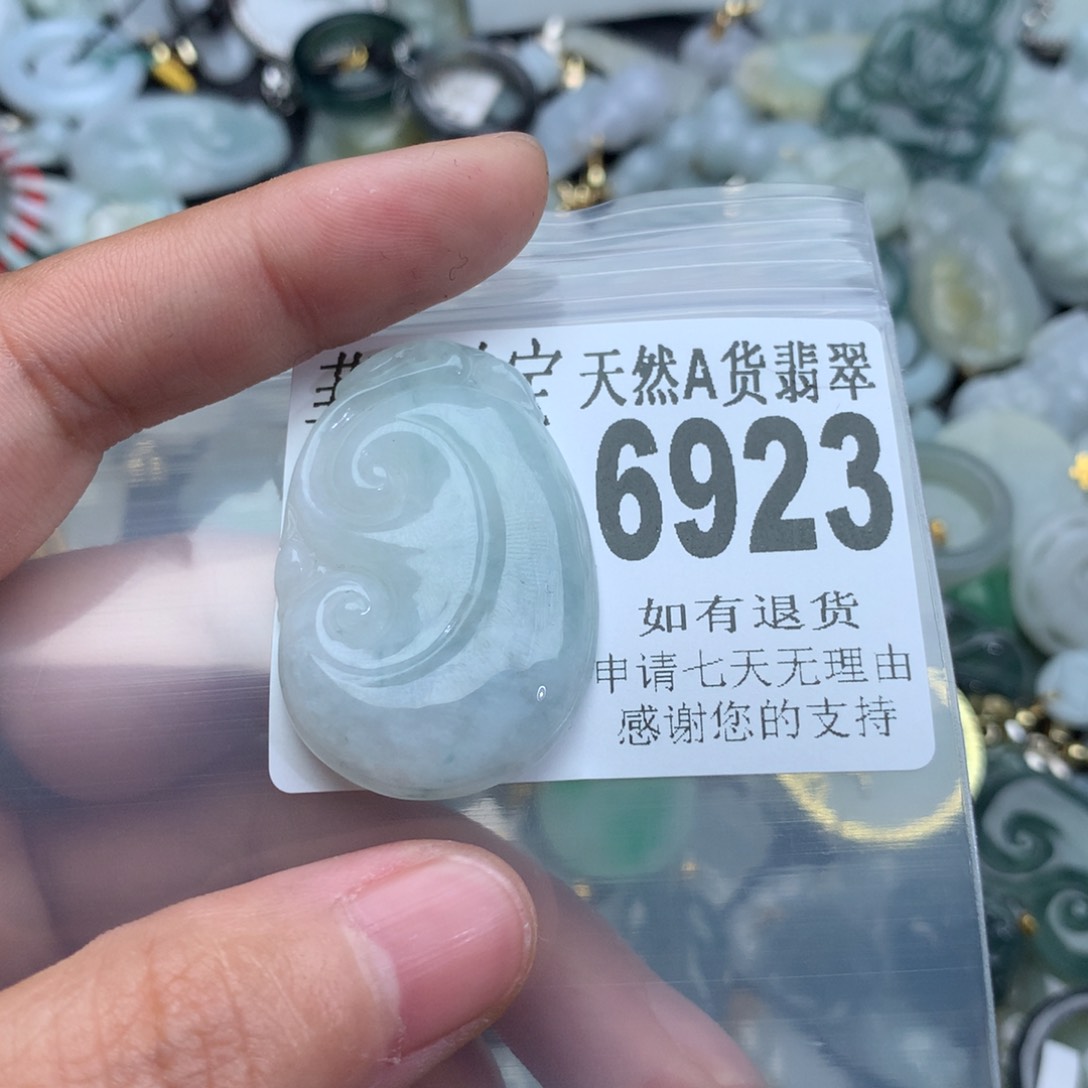 天然A货翡翠
6923
如有退货
申请七天无理由
感谢您的支持